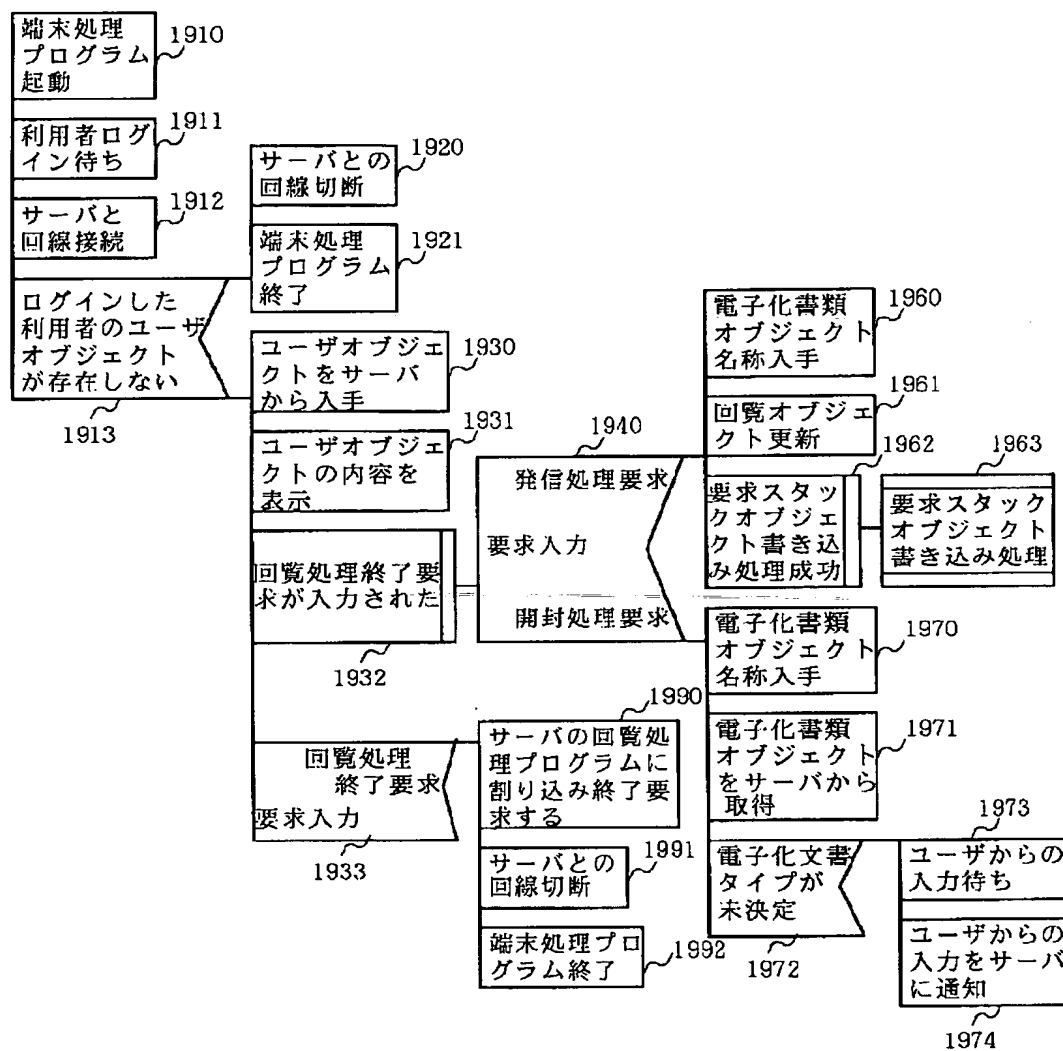 端末処理
プログラム
起動
1910
利用者ログ
イン待ち
1911
サーバと
回線接続
1912
ログインした
利用者のユーザ
オブジェクト
が存在しない
1913
サーバとの
回線切断
1920
端末処理
プログラム
終了
1921
ユーザオブジェ
クトをサーバ
から入手
1930
ユーザオブジェ
クトの内容を
表示
1931
回覧処理終了要
求が入力された
1932
回覧処理
終了要求
要求入力
1933
1940
発信処理要求
要求入力
開封処理要求
電子化書類
オブジェクト
名称入手
1960
回覧オブジェ
クト更新
1961
要求スタッ
クオブジェ
クト書き込
み処理成功
1962
要求スタック
オブジェクト
書き込み処理
1963
電子化書類
オブジェクト
名称入手
1970
電子化書類
オブジェクト
をサーバから
取得
1971
電子化文書
タイプが
未決定
1972
ユーザからの
入力待ち
1973
ユーザからの
入力をサーバ
に通知
1974
サーバの回覧処
理プログラムに
割り込み終了要
求する
1990
サーバとの
回線切断
1991
端末処理プロ
グラム終了
1992